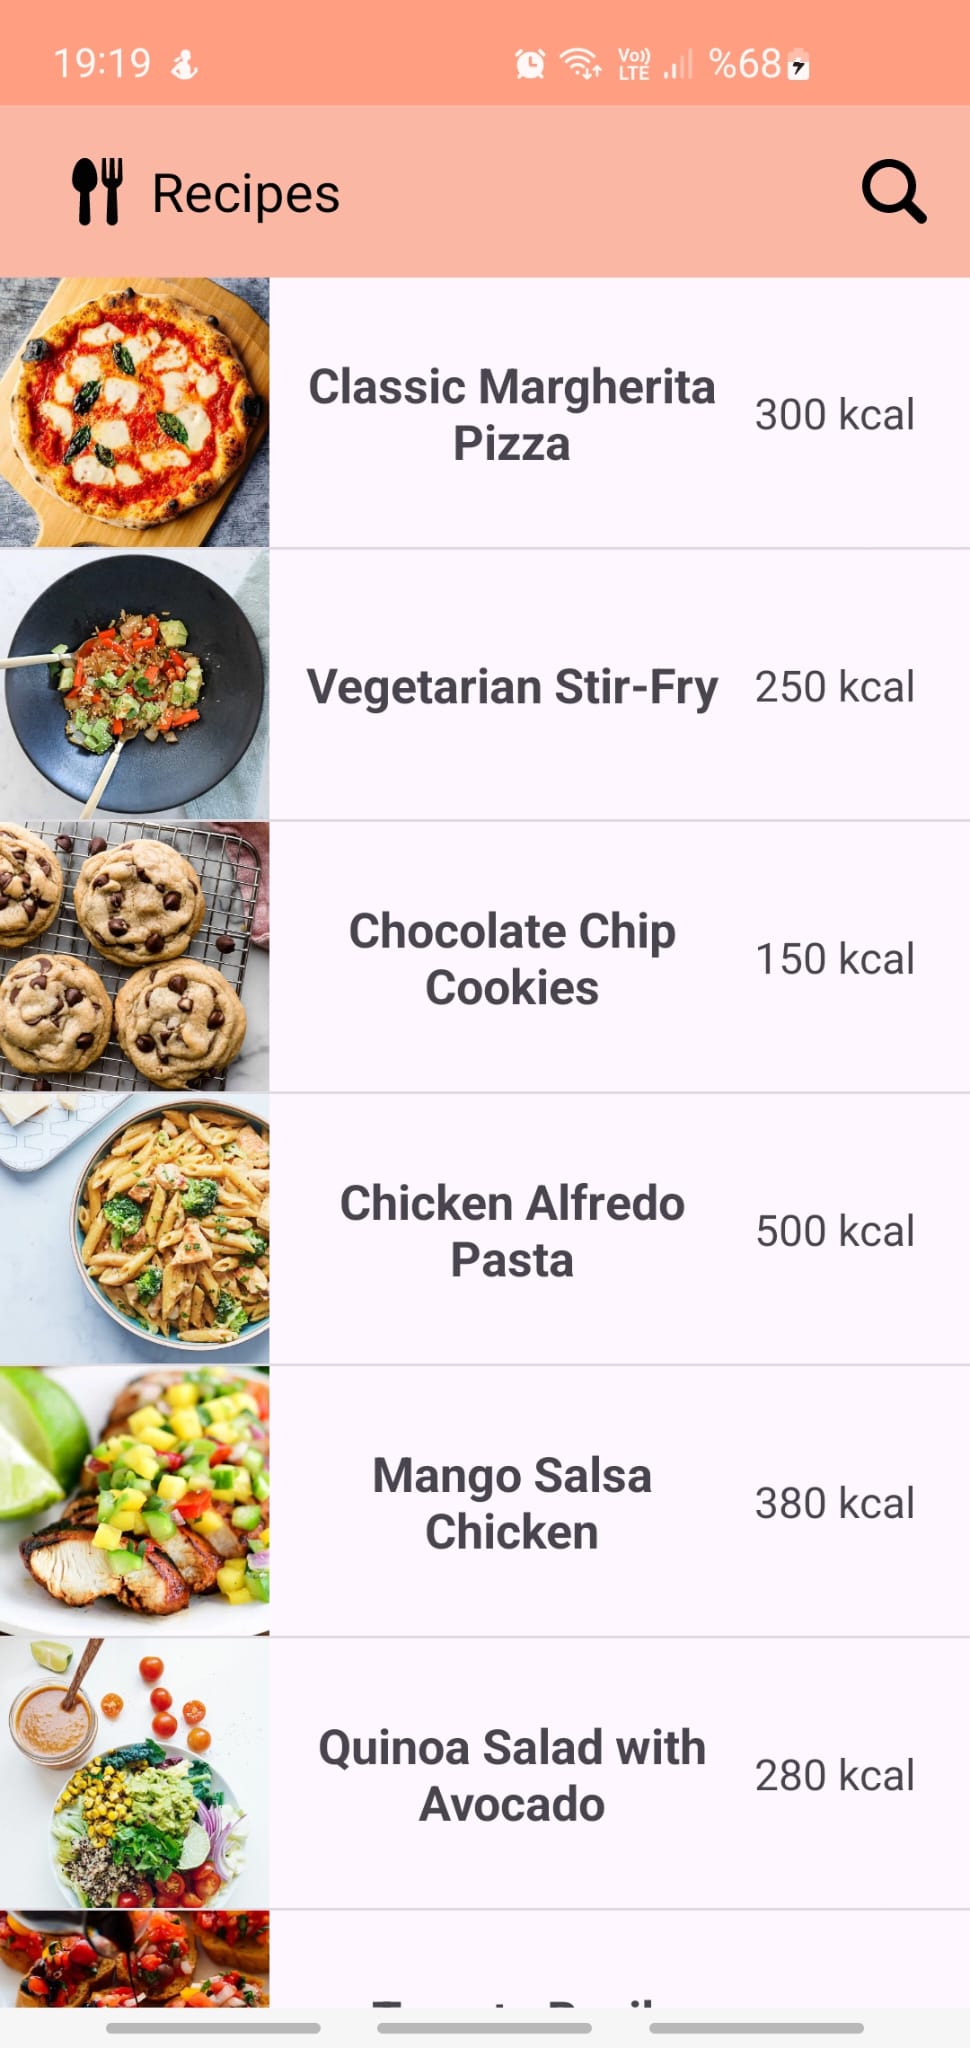 19:19
Vo)) LTE %68
Recipes
Classic Margherita
Pizza
300 kcal
Vegetarian Stir-Fry
250 kcal
Chocolate Chip
Cookies
150 kcal
Chicken Alfredo
Pasta
500 kcal
Mango Salsa
Chicken
380 kcal
Quinoa Salad with
Avocado
280 kcal